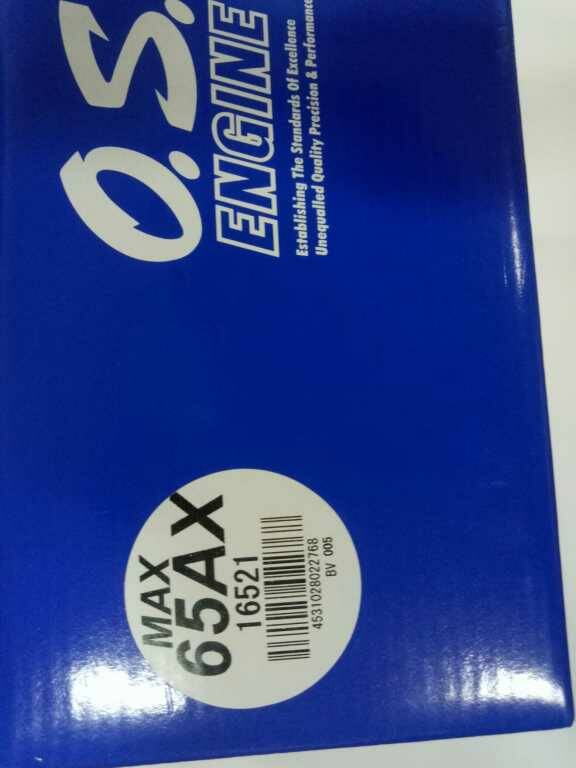 O.S.
ENGINE
Establishing The Standards Of Excellence
Unequalled Quality Precision & Performance
MAX
65AX
16521
4531028022768
BV 005